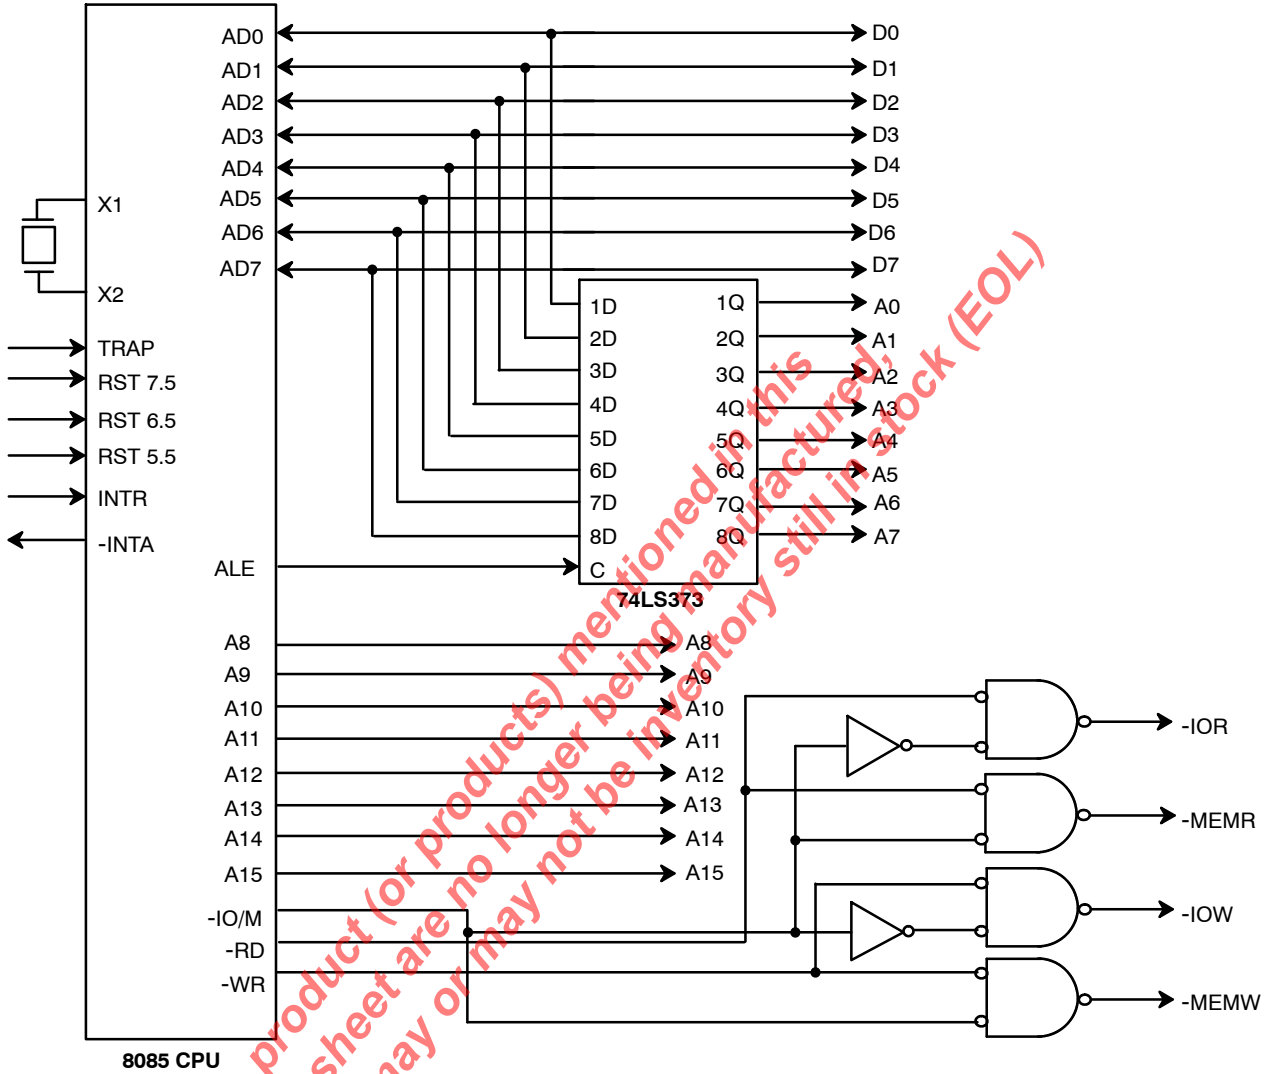 AD0
AD1
AD2
AD3
AD4
AD5
AD6
AD7
D0
D1
D2
D3
D4
D5
D6
D7
X1
X2
TRAP
RST 7.5
RST 6.5
RST 5.5
INTR
-INTA
ALE
1D
2D
3D
4D
5D
6D
7D
8D
C
1Q
2Q
3Q
4Q
5Q
6Q
7Q
8Q
A0
A1
A2
A3
A4
A5
A6
A7
74LS373
A8
A9
A10
A11
A12
A13
A14
A15
-IO/M
-RD
-WR
A8
A9
A10
A11
A12
A13
A14
A15
-IOR
-MEMR
-IOW
-MEMW
8085 CPU
product (or products) mentioned in this
sheet are no longer being manufactured,
may or may not be inventory still in stock (EOL)